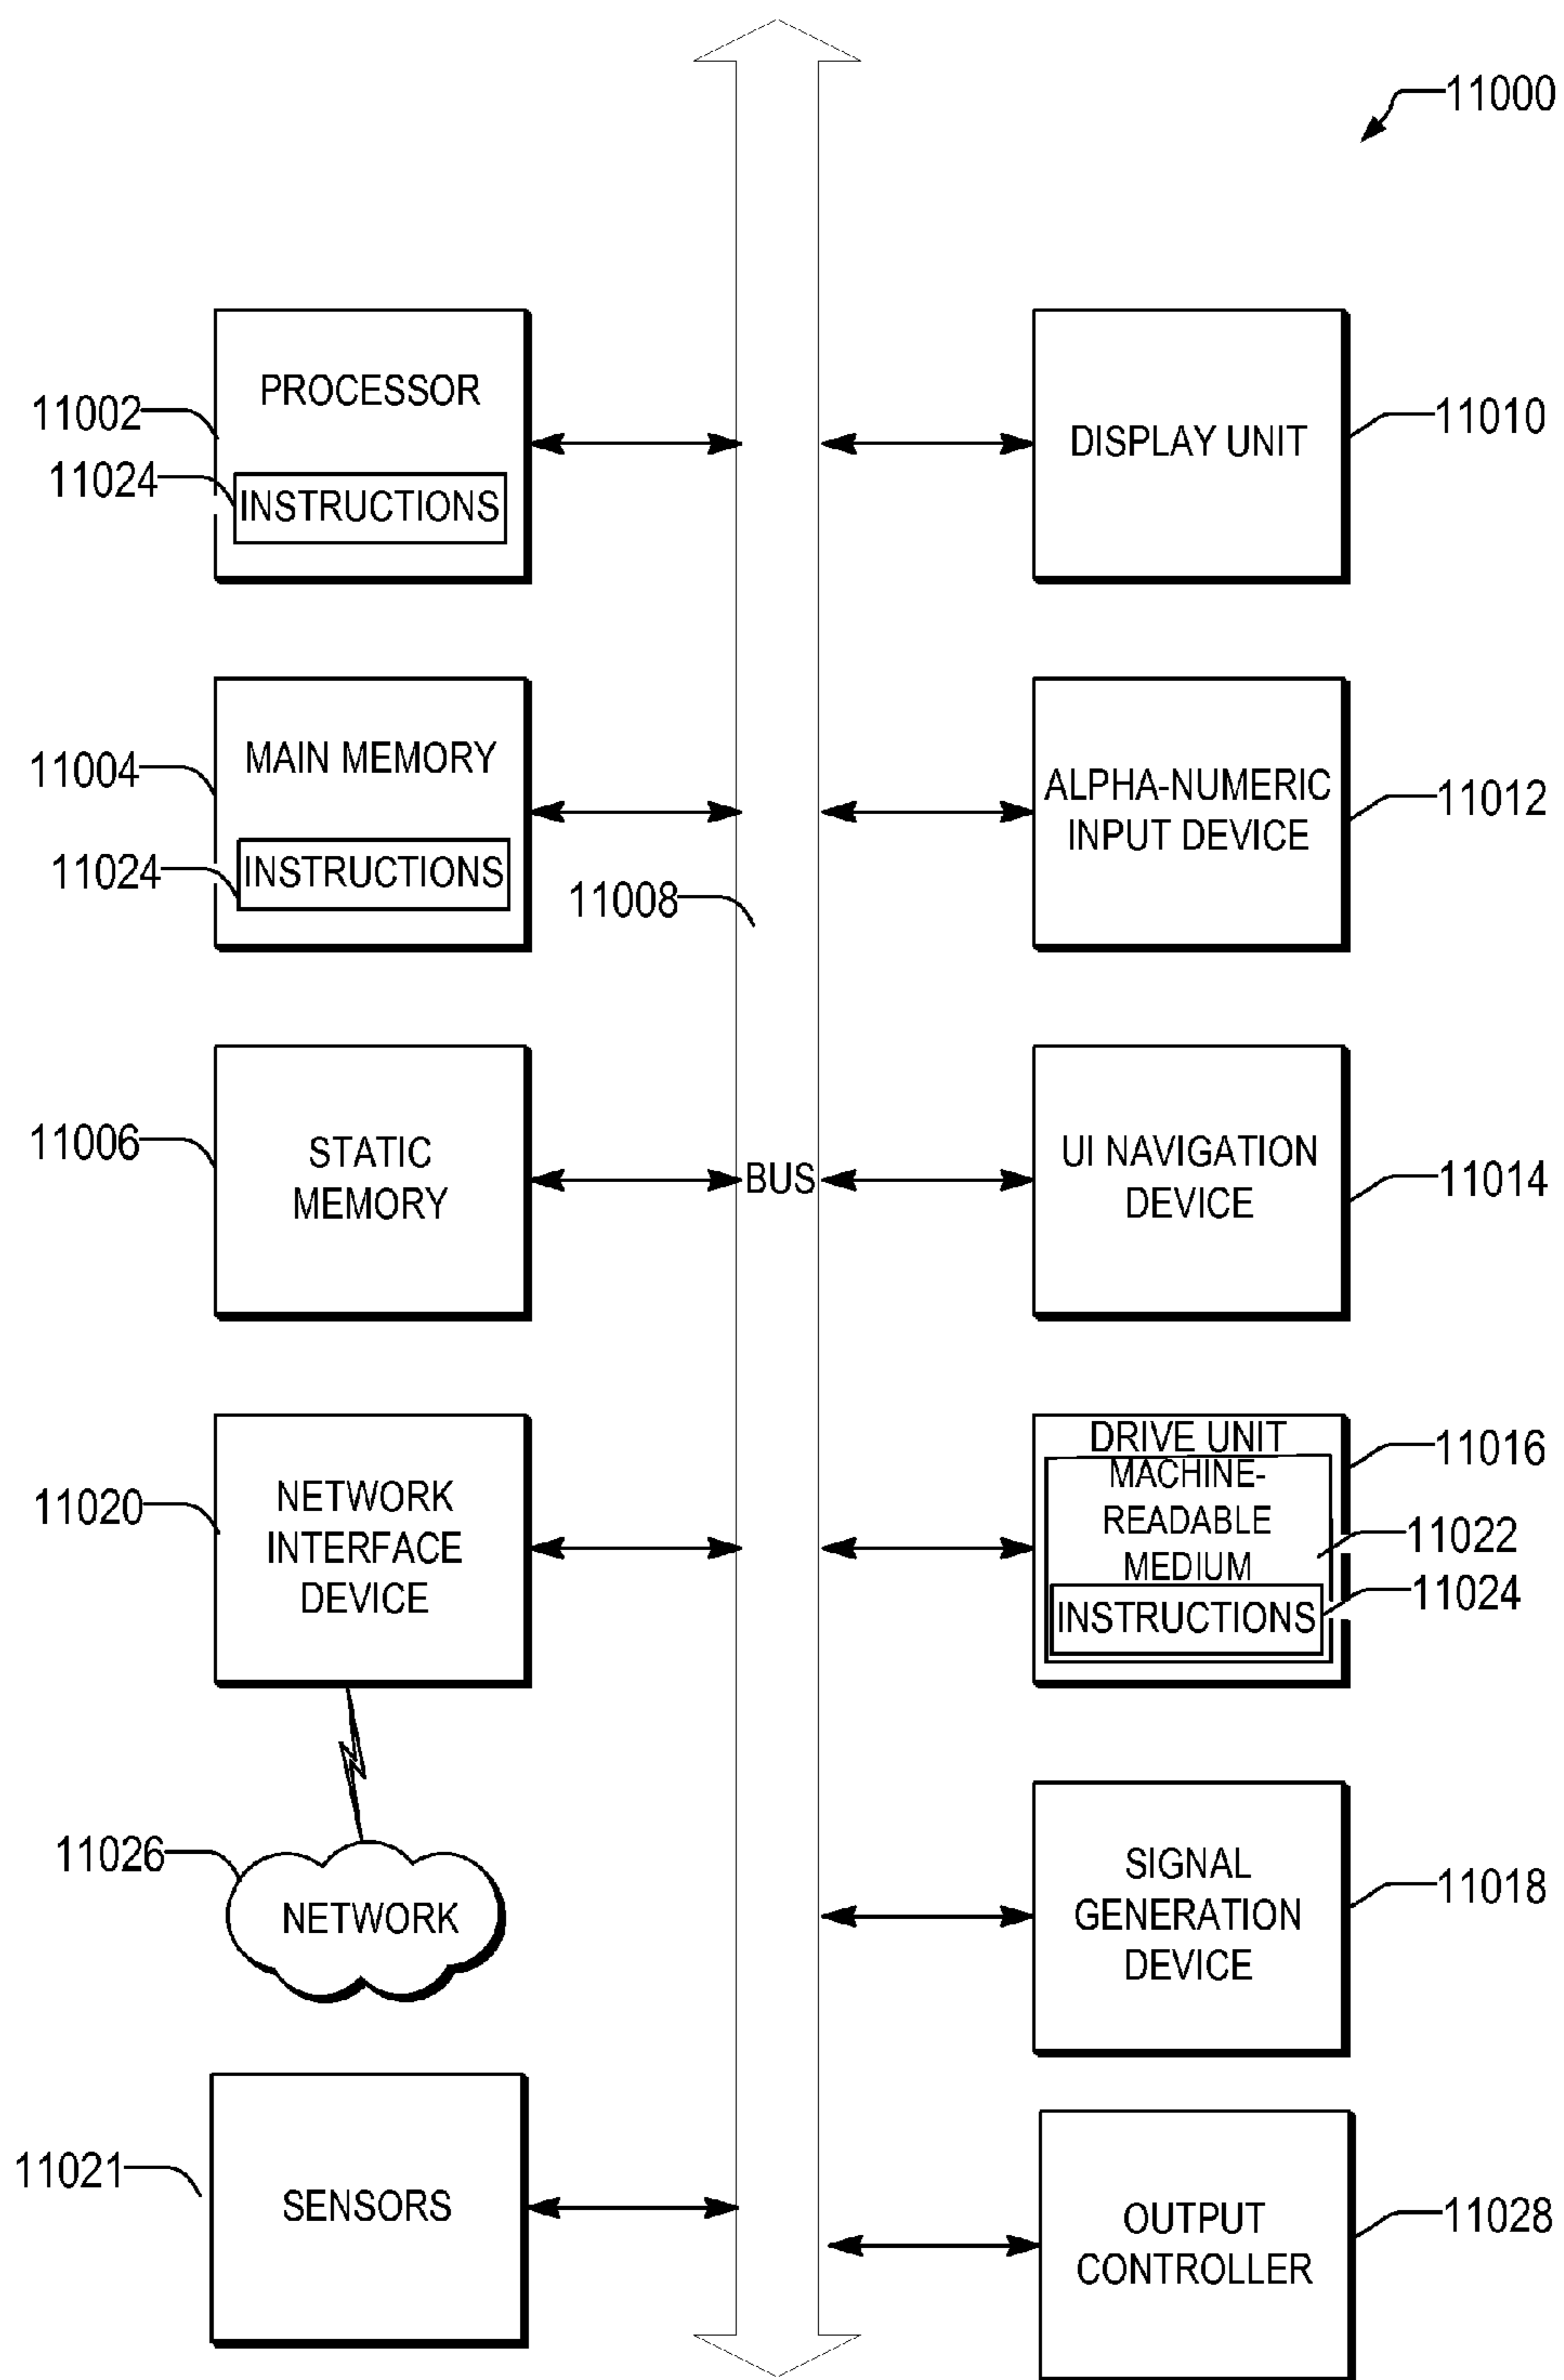 11000
PROCESSOR
11002
11024
INSTRUCTIONS
DISPLAY UNIT
11010
MAIN MEMORY
11004
11024
INSTRUCTIONS
11008
ALPHA-NUMERIC
INPUT DEVICE
11012
STATIC
MEMORY
11006
BUS
UI NAVIGATION
DEVICE
11014
NETWORK
INTERFACE
DEVICE
11020
DRIVE UNIT
11016
MACHINE-
READABLE
MEDIUM
11022
INSTRUCTIONS
11024
11026
NETWORK
SIGNAL
GENERATION
DEVICE
11018
11021
SENSORS
OUTPUT
CONTROLLER
11028